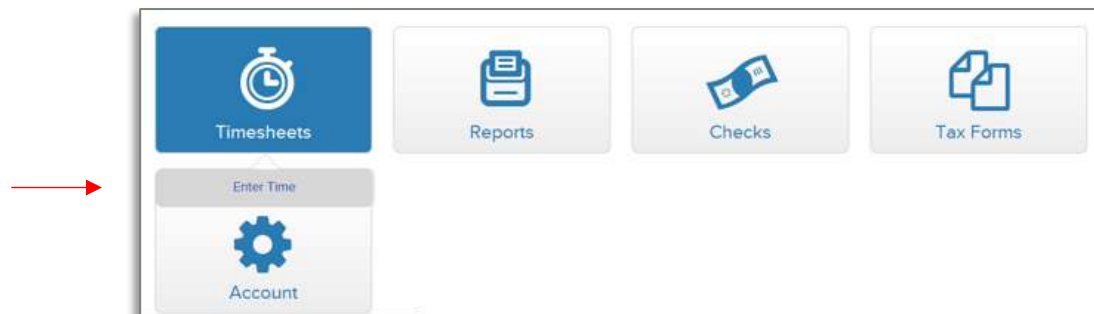 Timesheets
Reports
Checks
Tax Forms
Enter Time
Account